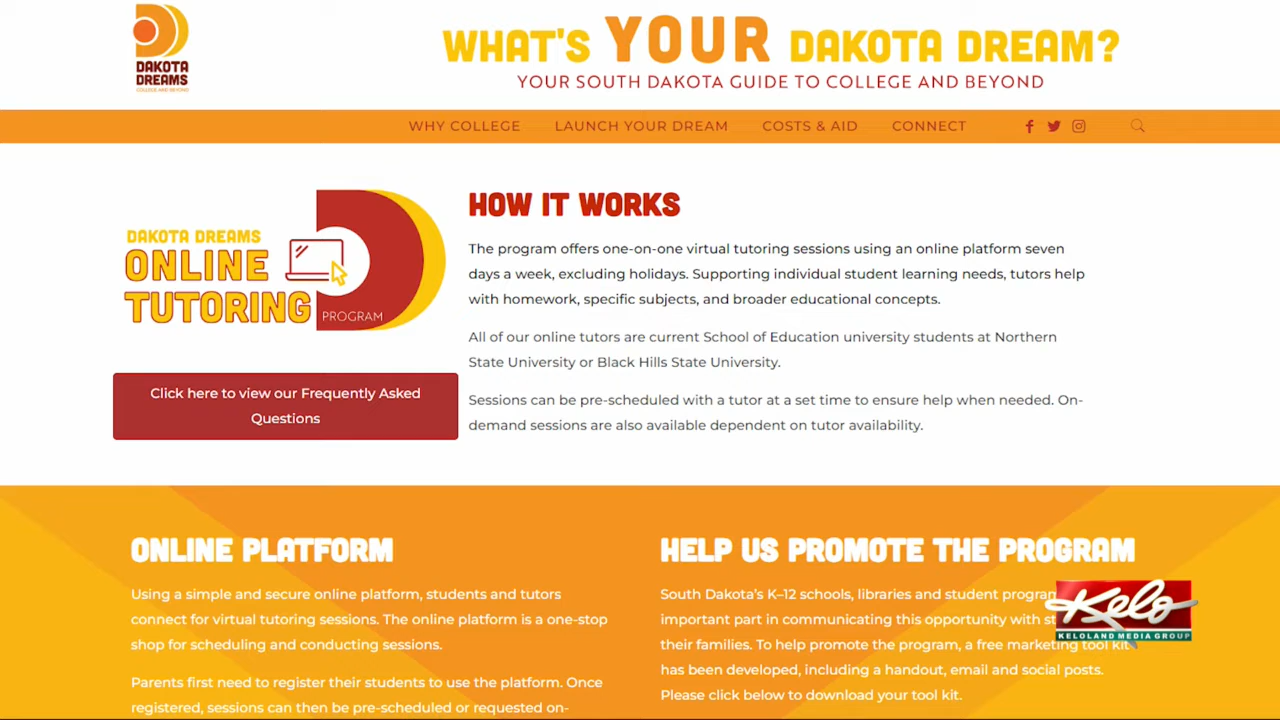 DAKOTA
DREAMS
COLLEGE AND BEYOND
WHAT'S YOUR DAKOTA DREAM?
YOUR SOUTH DAKOTA GUIDE TO COLLEGE AND BEYOND
WHY COLLEGE LAUNCH YOUR DREAM COSTS & AID CONNECT
DAKOTA DREAMS
ONLINE
TUTORING
PROGRAM
Click here to view our Frequently Asked
Questions
HOW IT WORKS
The program offers one-on-one virtual tutoring sessions using an online platform seven
days a week, excluding holidays. Supporting individual student learning needs, tutors help
with homework, specific subjects, and broader educational concepts.
All of our online tutors are current School of Education university students at Northern
State University or Black Hills State University.
Sessions can be pre-scheduled with a tutor at a set time to ensure help when needed. On-
demand sessions are also available dependent on tutor availability.
ONLINE PLATFORM
Using a simple and secure online platform, students and tutors
connect for virtual tutoring sessions. The online platform is a one-stop
shop for scheduling and conducting sessions.
Parents first need to register their students to use the platform. Once
registered, sessions can then be pre-scheduled or requested on-
HELP US PROMOTE THE PROGRAM
South Dakota's K–12 schools, libraries and student
important part in communicating this opportunity with
their families. To help promote the program, a free marketing tool kit
has been developed, including a handout, email and social posts.
Please click below to download your tool kit.
Kelo
KELOLAND MEDIA GROUP